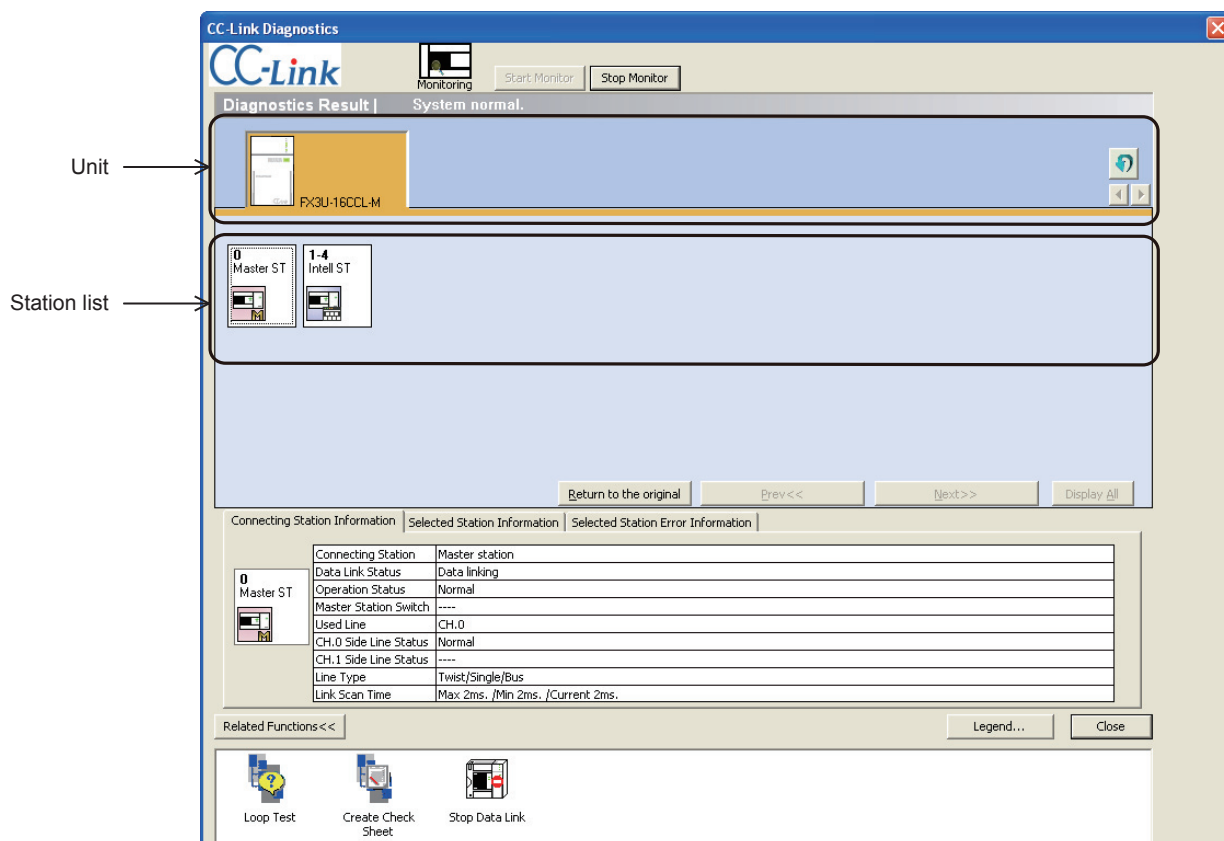 CC-Link Diagnostics
CC-Link
Monitoring
Start Monitor
Stop Monitor
Diagnostics Result | System normal.
Unit
FX3U-16CCL-M
Station list
0
Master ST
1-4
Intell ST
M
Return to the original
Prev<<
Next>>
Display All
Connecting Station Information
Selected Station Information
Selected Station Error Information
0
Master ST
M
Connecting Station Master station
Data Link Status Data linking
Operation Status Normal
Master Station Switch ----
Used Line CH.0
CH.0 Side Line Status Normal
CH.1 Side Line Status ----
Line Type Twist/Single/Bus
Link Scan Time Max 2ms. /Min 2ms. /Current 2ms.
Related Functions<<
Legend...
Close
?
Loop Test
Create Check
Sheet
Stop Data Link